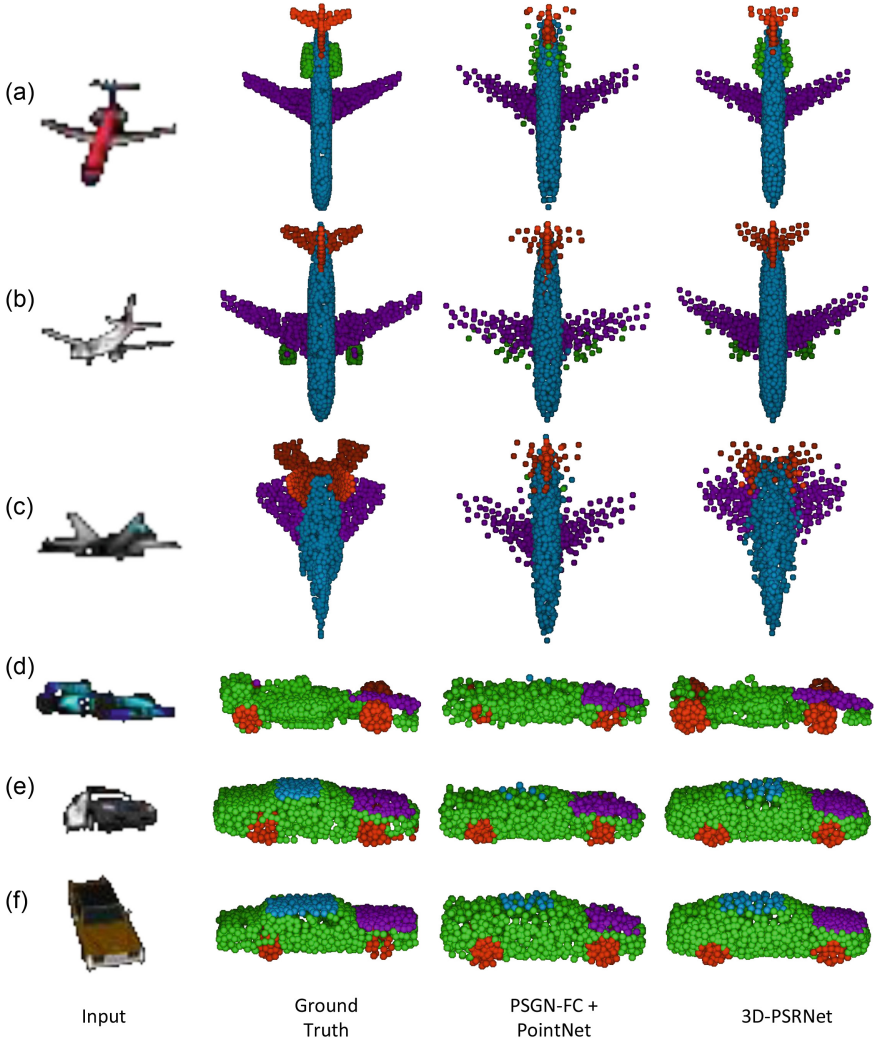 (a)
(b)
(c)
(d)
(e)
(f)
Input
Ground
Truth
PSGN-FC +
PointNet
3D-PSRNet